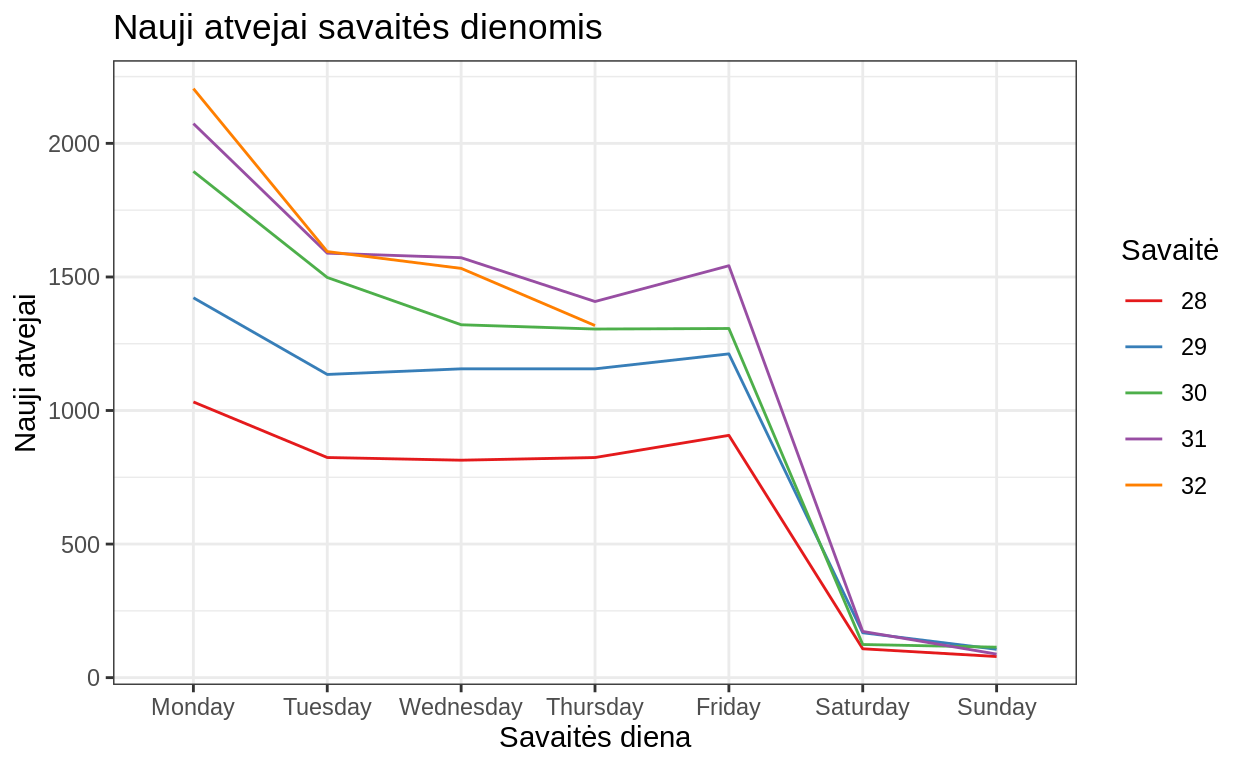 Nauji atvejai savaitės dienomis
Nauji atvejai
2000
1500
1000
500
0
Monday Tuesday Wednesday Thursday Friday Saturday Sunday
Savaitės diena
Savaitė
28
29
30
31
32